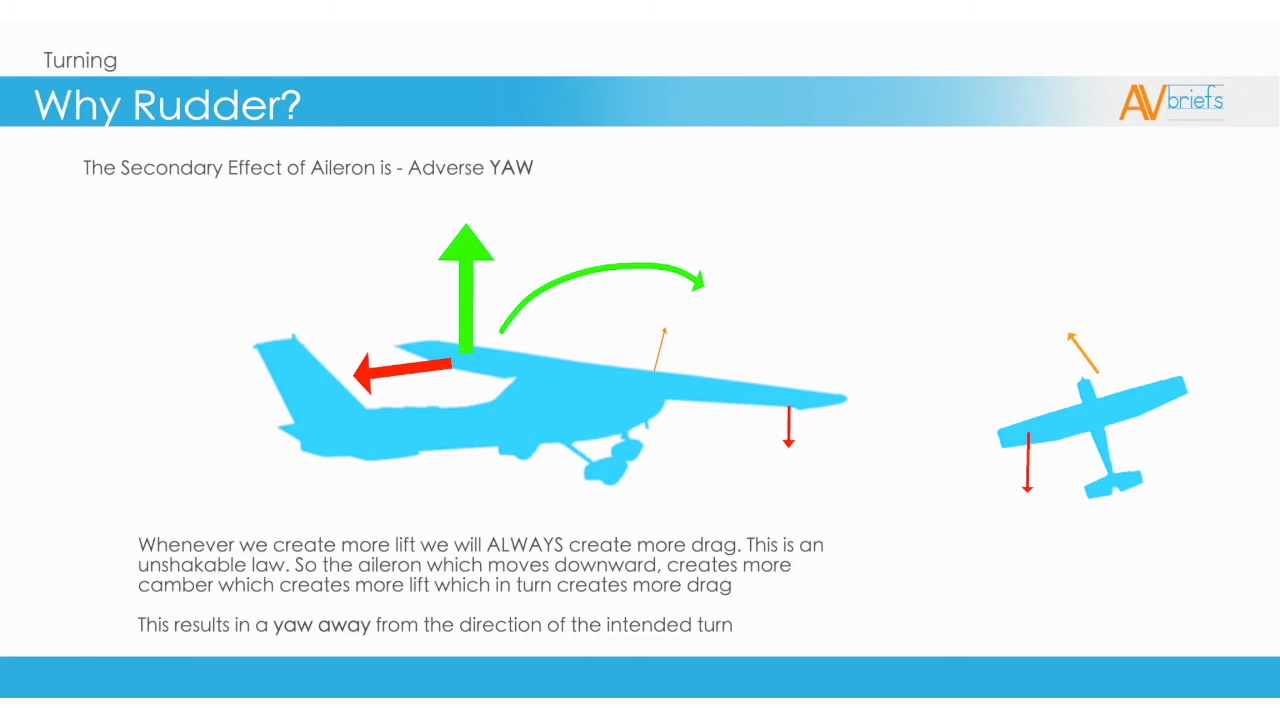 Turning
Why Rudder?
AV briefs
The Secondary Effect of Aileron is - Adverse YAW
Whenever we create more lift we will ALWAYS create more drag. This is an
unshakable law. So the aileron which moves downward, creates more
camber which creates more lift which in turn creates more drag
This results in a yaw away from the direction of the intended turn